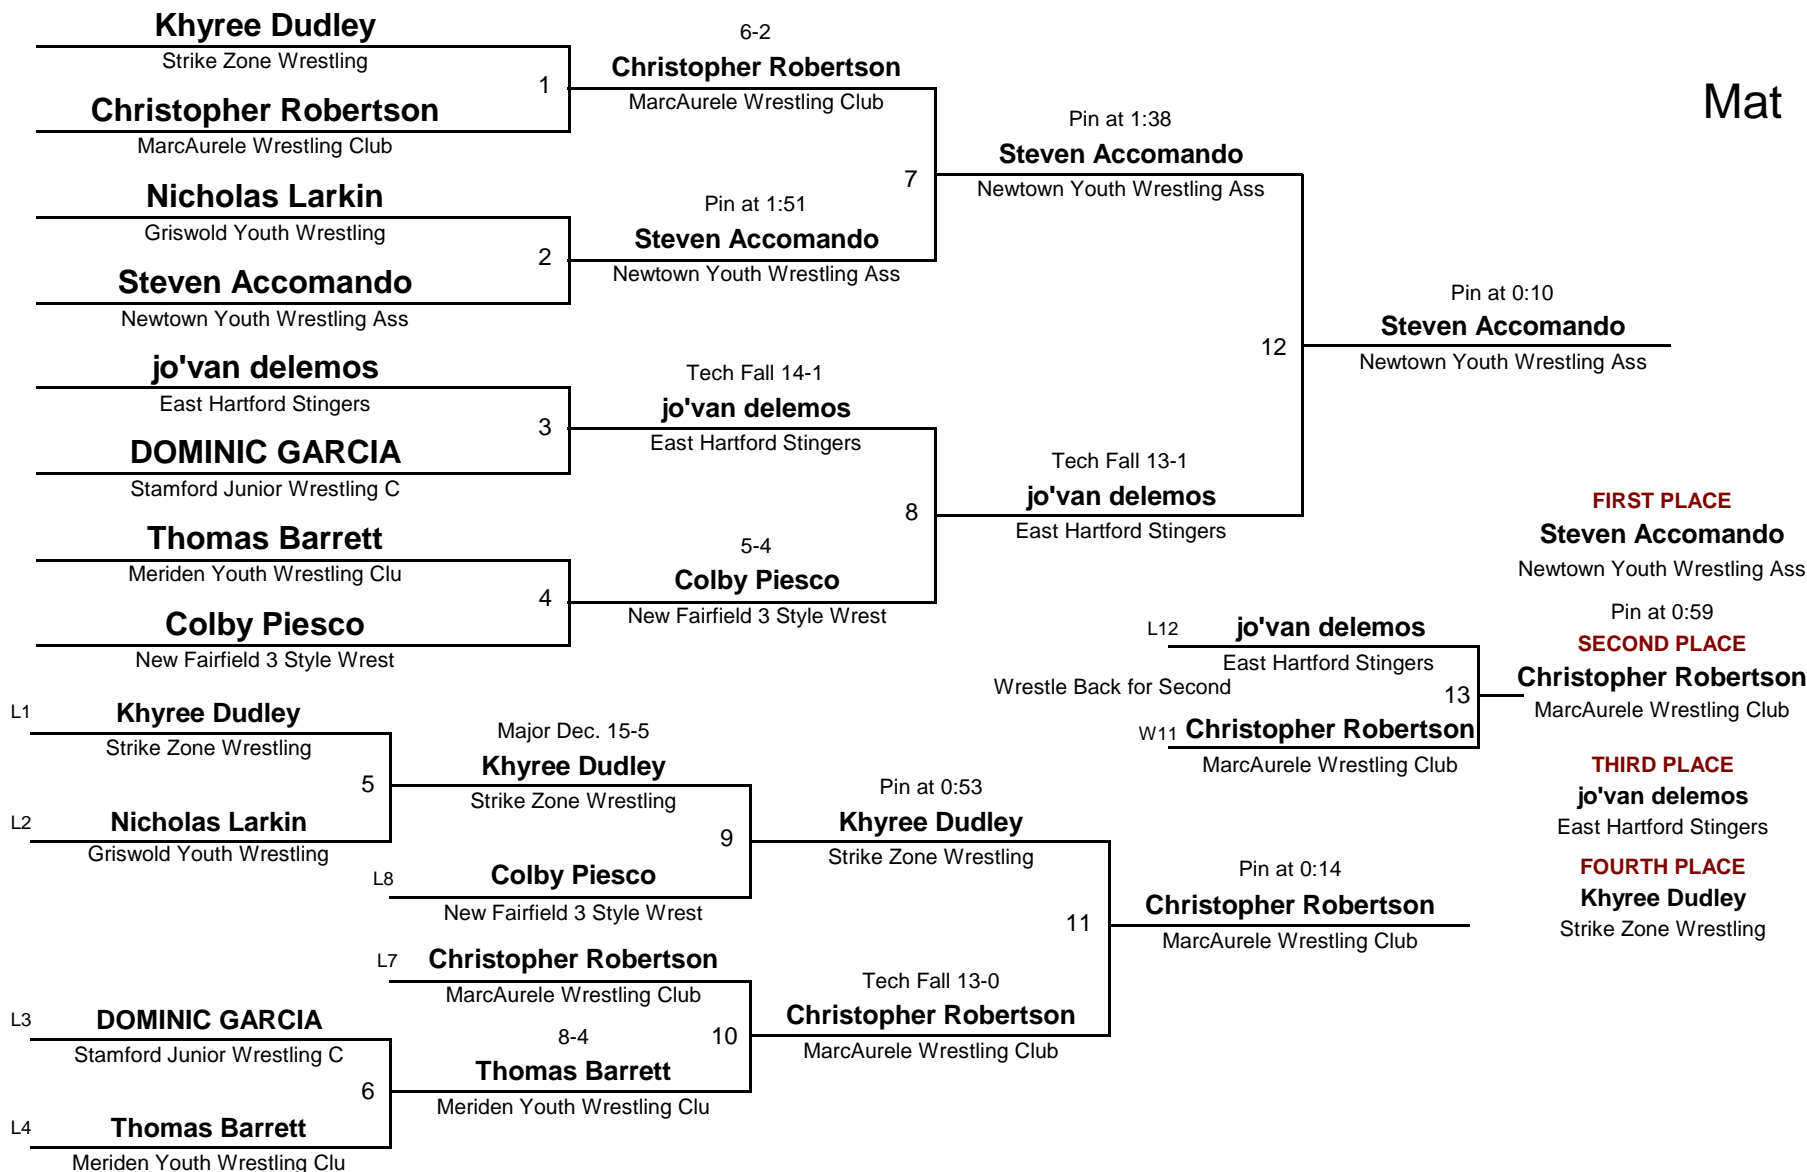 Khyree Dudley
Strike Zone Wrestling
1
Christopher Robertson
MarcAurele Wrestling Club
Nicholas Larkin
Griswold Youth Wrestling
2
Steven Accomando
Newtown Youth Wrestling Ass
jo'van delemos
East Hartford Stingers
3
DOMINIC GARCIA
Stamford Junior Wrestling C
Thomas Barrett
Meriden Youth Wrestling Clu
4
Colby Piesco
New Fairfield 3 Style Wrest
6-2
Christopher Robertson
MarcAurele Wrestling Club
7
Pin at 1:51
Steven Accomando
Newtown Youth Wrestling Ass
Tech Fall 14-1
jo'van delemos
East Hartford Stingers
8
5-4
Colby Piesco
New Fairfield 3 Style Wrest
Pin at 1:38
Steven Accomando
Newtown Youth Wrestling Ass
12
Tech Fall 13-1
jo'van delemos
East Hartford Stingers
Pin at 0:10
Steven Accomando
Newtown Youth Wrestling Ass
Mat
L1
Khyree Dudley
Strike Zone Wrestling
5
L2
Nicholas Larkin
Griswold Youth Wrestling
L3
DOMINIC GARCIA
Stamford Junior Wrestling C
6
L4
Thomas Barrett
Meriden Youth Wrestling Clu
Major Dec. 15-5
Khyree Dudley
Strike Zone Wrestling
9
L8
Colby Piesco
New Fairfield 3 Style Wrest
L7
Christopher Robertson
MarcAurele Wrestling Club
10
8-4
Thomas Barrett
Meriden Youth Wrestling Clu
Pin at 0:53
Khyree Dudley
Strike Zone Wrestling
11
Tech Fall 13-0
Christopher Robertson
MarcAurele Wrestling Club
Pin at 0:14
Christopher Robertson
MarcAurele Wrestling Club
L12
jo'van delemos
East Hartford Stingers
Wrestle Back for Second
13
W11
Christopher Robertson
MarcAurele Wrestling Club
FIRST PLACE
Steven Accomando
Newtown Youth Wrestling Ass
Pin at 0:59
SECOND PLACE
Christopher Robertson
MarcAurele Wrestling Club
THIRD PLACE
jo'van delemos
East Hartford Stingers
FOURTH PLACE
Khyree Dudley
Strike Zone Wrestling